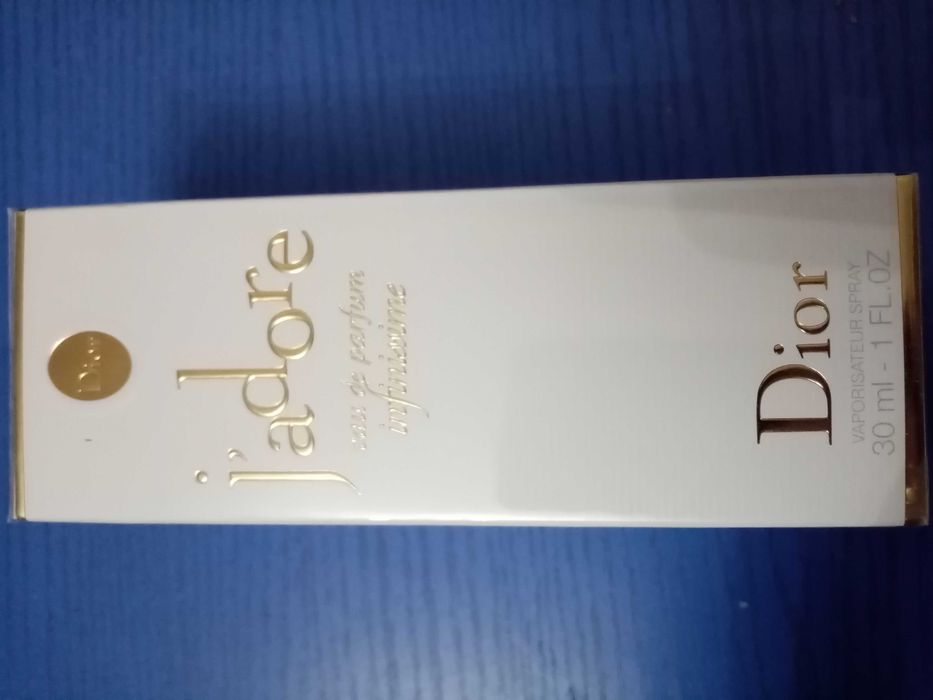 Dior
j'adore
eau de parfum
infinissime
Dior
VAPORISATEUR SPRAY
30 ml - 1 FL.OZ